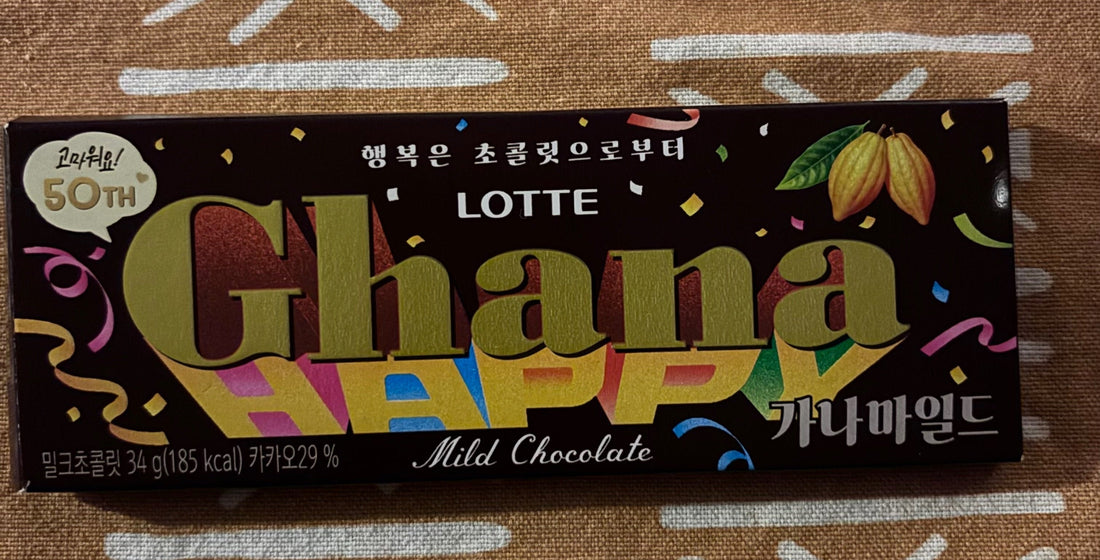 고마워요!
50TH
행복은 초콜릿으로부터
LOTTE
Ghana
HAPPY
가나마일드
Mild Chocolate
밀크초콜릿 34 g(185 kcal) 카카오29 %